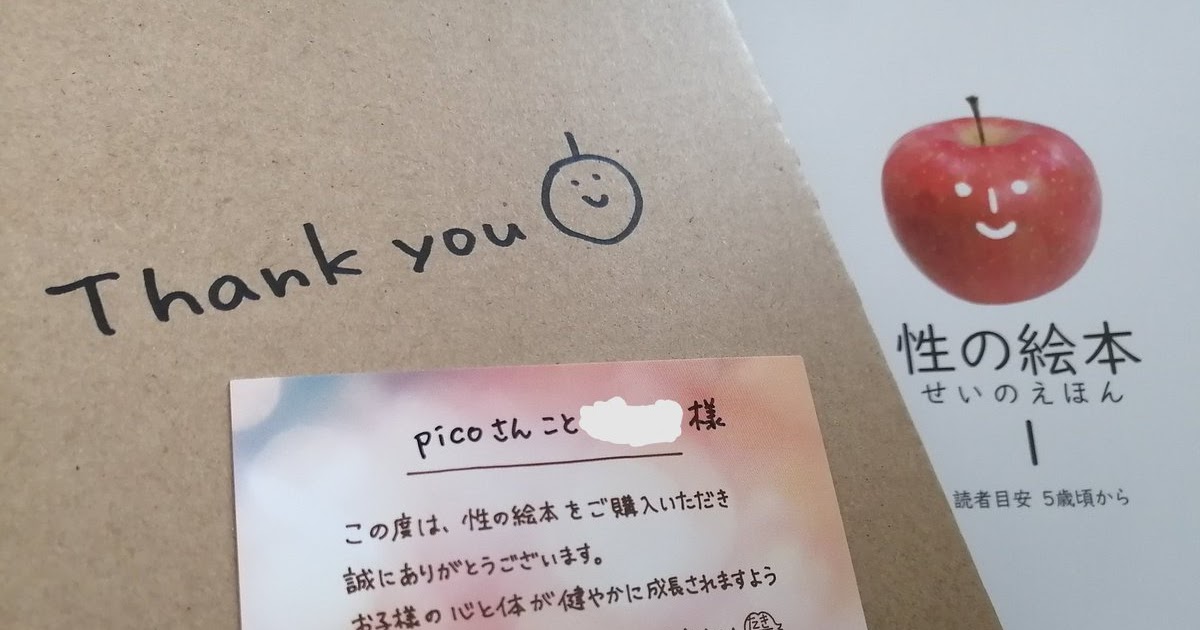 Thank you
picoさんこと 様
この度は、性の絵本をご購入いただき
誠にありがとうございます。
お子様の心と体が健やかに成長されますよう
性の絵本
せいのえほん
1
読者目安 5歳頃から